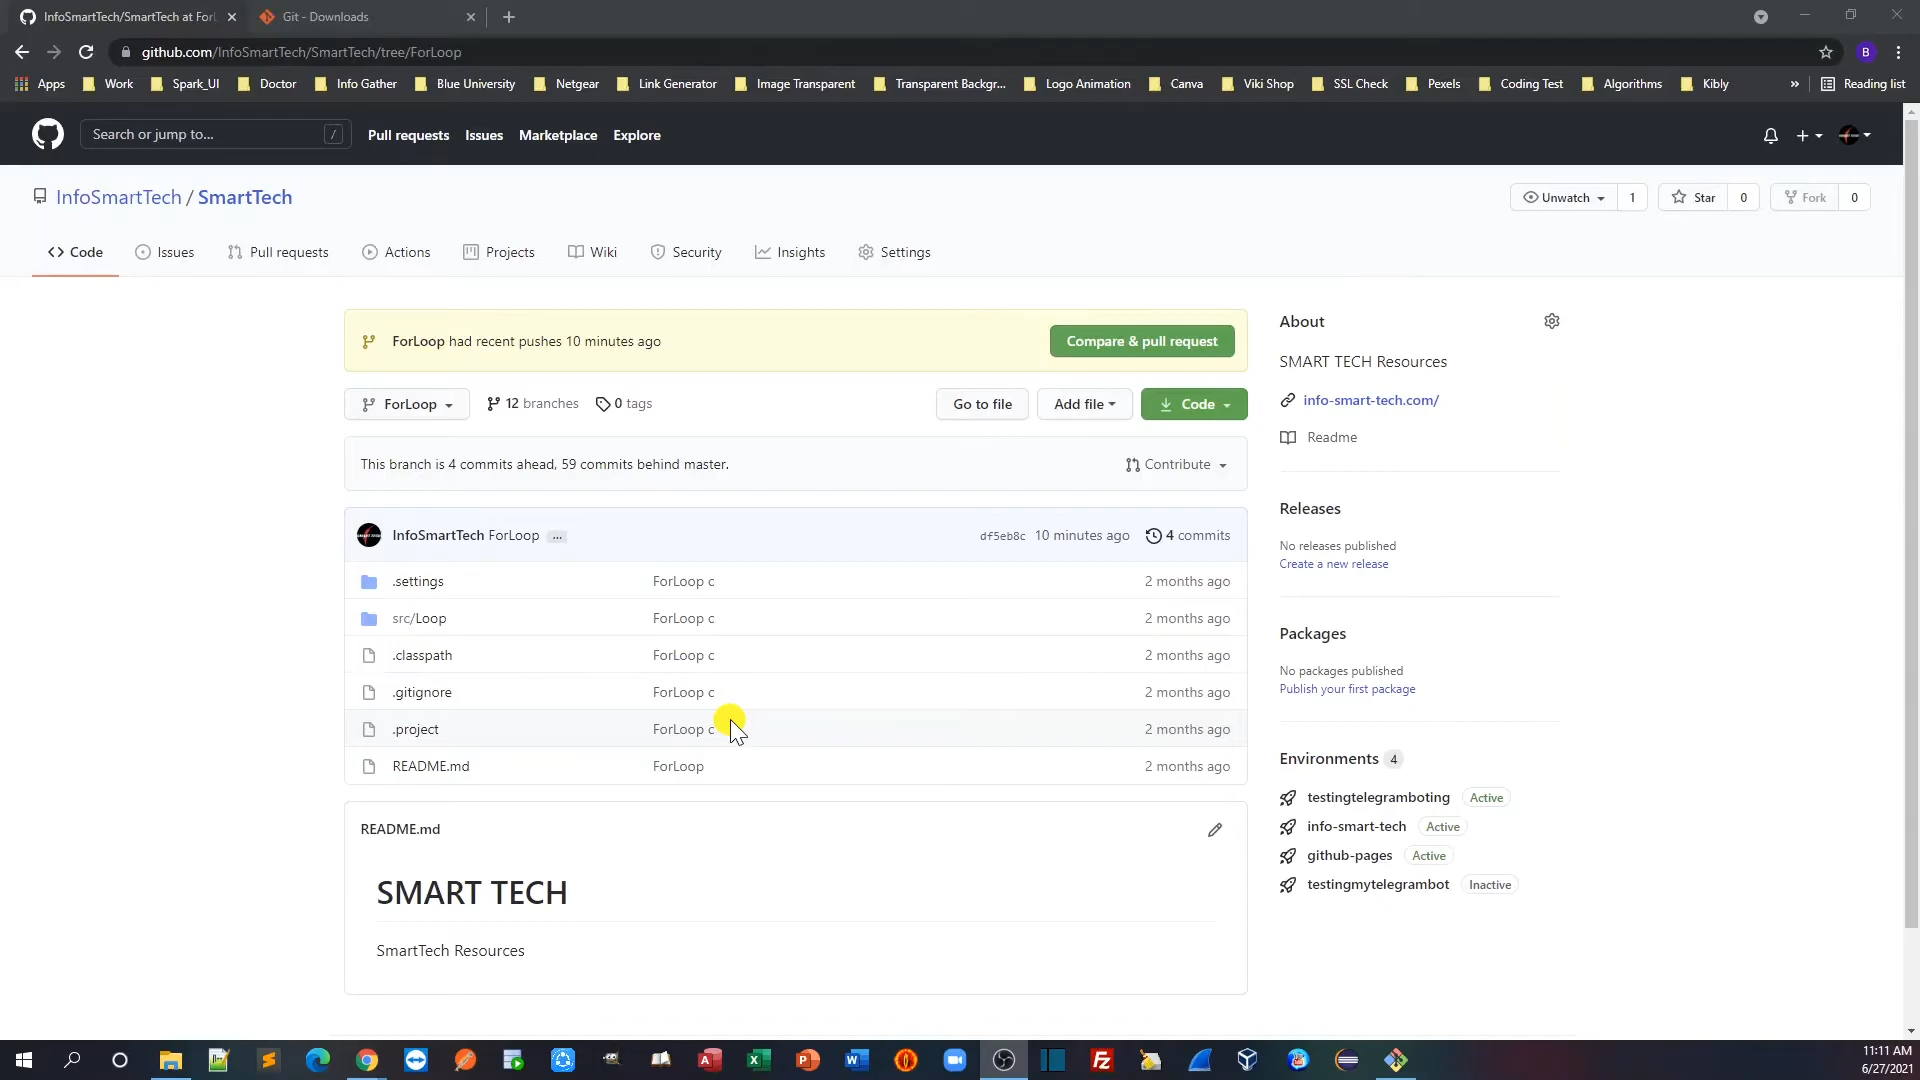 InfoSmartTech/SmartTech at ForL
Git - Downloads
github.com/InfoSmartTech/SmartTech/tree/ForLoop
B
Apps Work Spark_UI Doctor Info Gather Blue University Netgear Link Generator Image Transparent Transparent Backgr... Logo Animation Canva Viki Shop SSL Check Pexels Coding Test Algorithms Kibly » Reading list
Search or jump to... / Pull requests Issues Marketplace Explore
InfoSmartTech / SmartTech
Unwatch 1 Star 0 Fork 0
Code Issues Pull requests Actions Projects Wiki Security Insights Settings
ForLoop had recent pushes 10 minutes ago
Compare & pull request
ForLoop 12 branches 0 tags
Go to file Add file Code
This branch is 4 commits ahead, 59 commits behind master.
Contribute
InfoSmartTech ForLoop ... df5eb8c 10 minutes ago 4 commits
.settings ForLoop c 2 months ago
src/Loop ForLoop c 2 months ago
.classpath ForLoop c 2 months ago
.gitignore ForLoop c 2 months ago
.project ForLoop c 2 months ago
README.md ForLoop 2 months ago
README.md
SMART TECH
SmartTech Resources
About
SMART TECH Resources
info-smart-tech.com/
Readme
Releases
No releases published
Create a new release
Packages
No packages published
Publish your first package
Environments 4
testingtelegramboting Active
info-smart-tech Active
github-pages Active
testingmytelegrambot Inactive
11:11 AM
6/27/2021